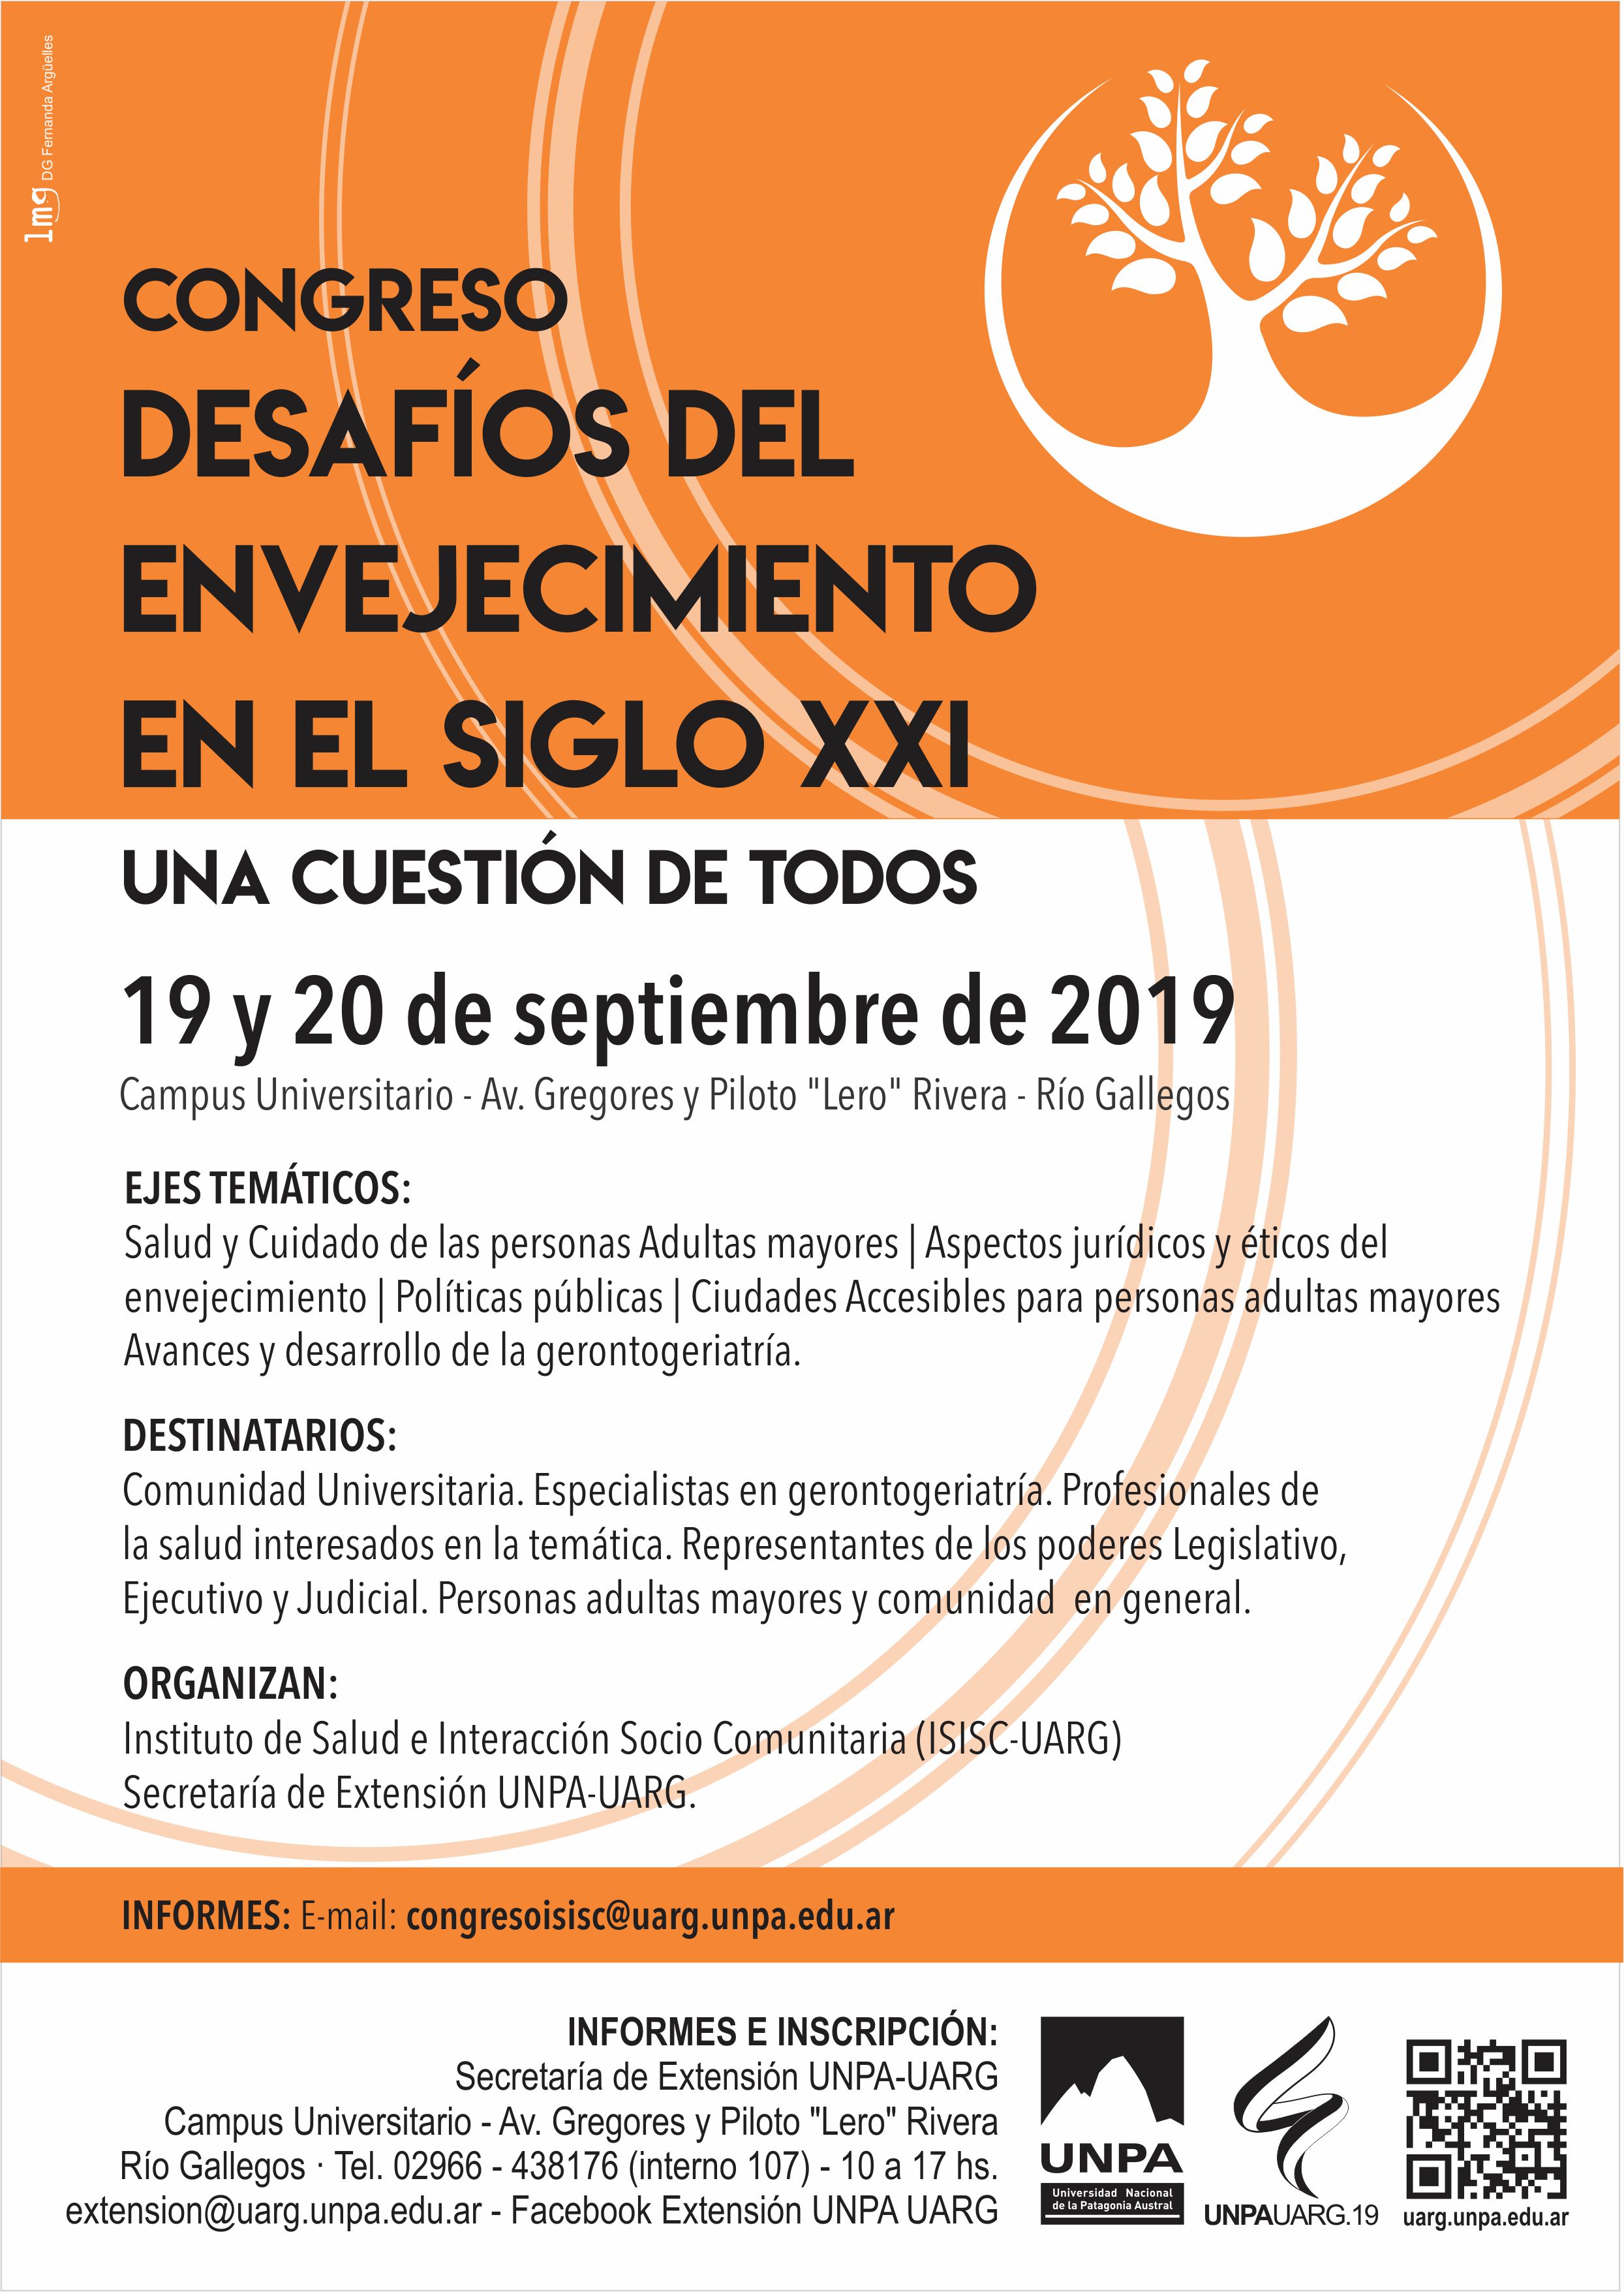 lmg DG Fernanda Argüelles
CONGRESO
DESAFÍOS DEL
ENVEJECIMIENTO
EN EL SIGLO XXI
UNA CUESTIÓN DE TODOS
19 y 20 de septiembre de 2019
Campus Universitario - Av. Gregores y Piloto "Lero" Rivera - Río Gallegos
EJES TEMÁTICOS:
Salud y Cuidado de las personas Adultas mayores | Aspectos jurídicos y éticos del
envejecimiento | Políticas públicas | Ciudades Accesibles para personas adultas mayores
Avances y desarrollo de la gerontogeriatría.
DESTINATARIOS:
Comunidad Universitaria. Especialistas en gerontogeriatría. Profesionales de
la salud interesados en la temática. Representantes de los poderes Legislativo,
Ejecutivo y Judicial. Personas adultas mayores y comunidad en general.
ORGANIZAN:
Instituto de Salud e Interacción Socio Comunitaria (ISISC-UARG)
Secretaría de Extensión UNPA-UARG.
INFORMES: E-mail: congresoisisc@uarg.unpa.edu.ar
INFORMES E INSCRIPCIÓN:
Secretaría de Extensión UNPA-UARG
Campus Universitario - Av. Gregores y Piloto "Lero" Rivera
Río Gallegos · Tel. 02966 - 438176 (interno 107) - 10 a 17 hs.
extension@uarg.unpa.edu.ar - Facebook Extensión UNPA UARG
UNPA
Universidad Nacional
de la Patagonia Austral
UNPAUARG.19
uarg.unpa.edu.ar